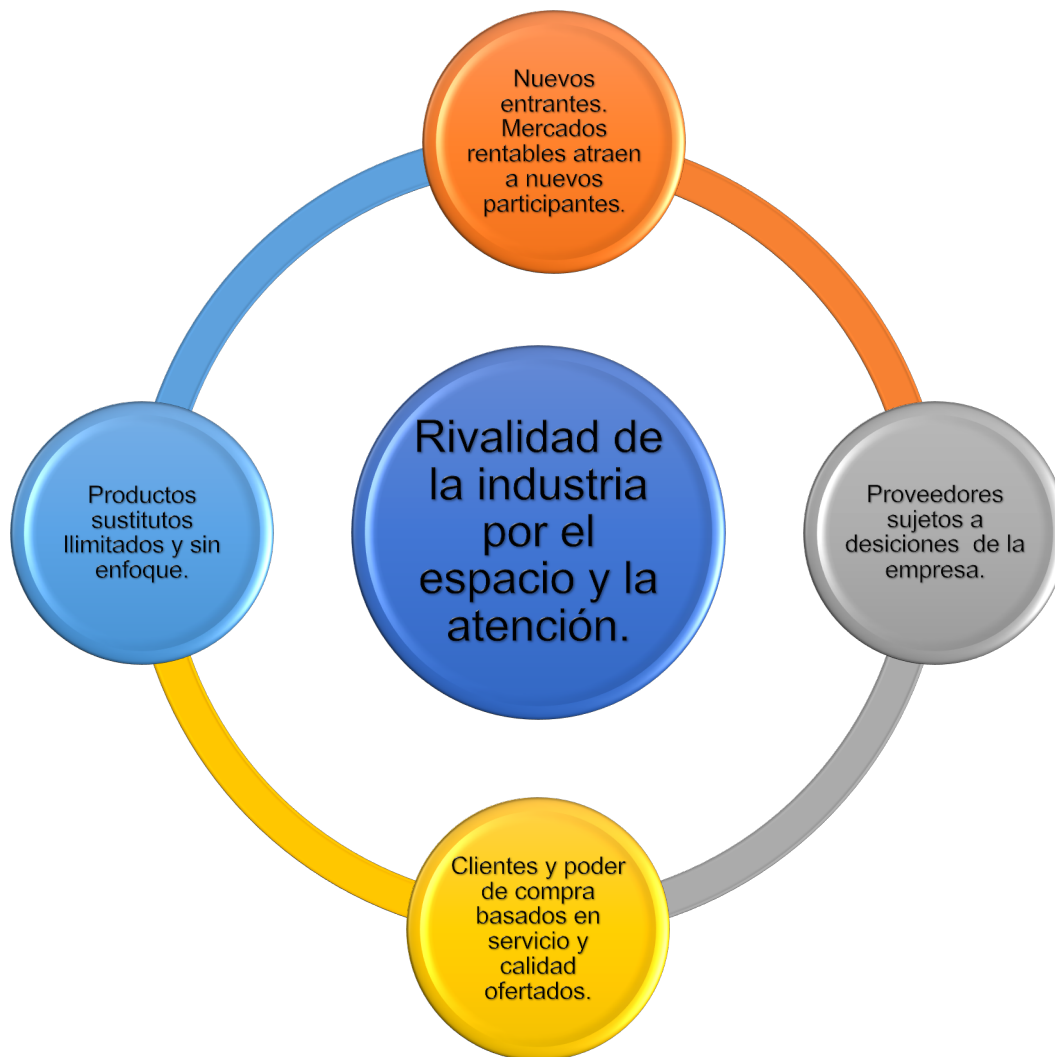 Nuevos
entrantes.
Mercados
rentables atraen
a nuevos
participantes.
Rivalidad de
la industria
por el
espacio y la
atención.
Proveedores
sujetos a
desiciones  de la
empresa.
Clientes y poder
de compra
basados en
servicio y
calidad
ofertados.
Productos
sustitutos
Ilimitados y sin
enfoque.